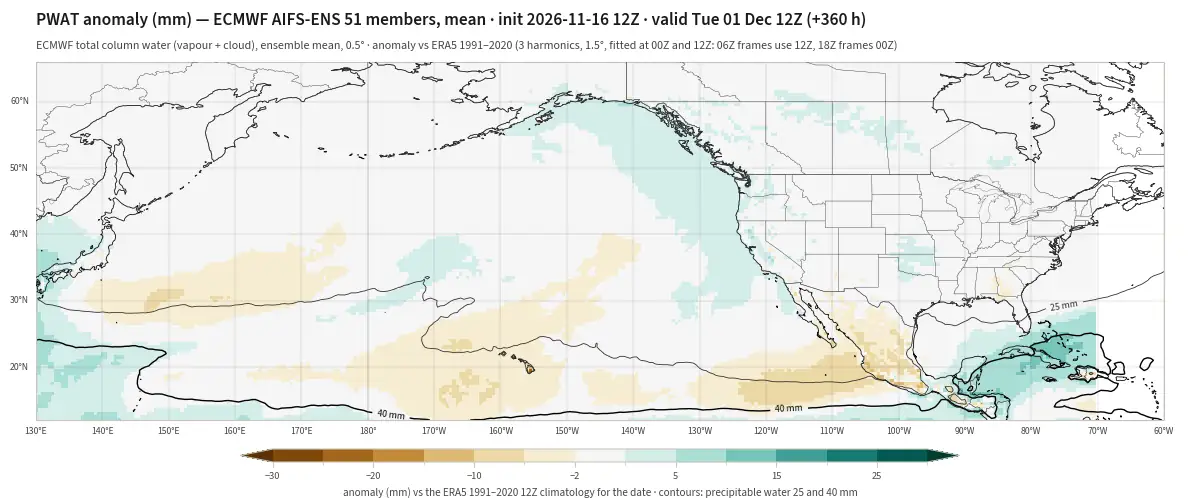 PWAT anomaly (mm) — ECMWF AIFS-ENS 51 members, mean · init 2026-11-16 12Z · valid Tue 01 Dec 12Z (+360 h)
ECMWF total column water (vapour + cloud), ensemble mean, 0.5° · anomaly vs ERA5 1991–2020 (3 harmonics, 1.5°, fitted at 00Z and 12Z: 06Z frames use 12Z, 18Z frames 00Z)
60°N
50°N
40°N
30°N
20°N
25 mm
40 mm
40 mm
130°E 140°E 150°E 160°E 170°E 180° 170°W 160°W 150°W 140°W 130°W 120°W 110°W 100°W 90°W 80°W 70°W 60°W
−30 −20 −10 −2 5 15 25
anomaly (mm) vs the ERA5 1991–2020 12Z climatology for the date · contours: precipitable water 25 and 40 mm